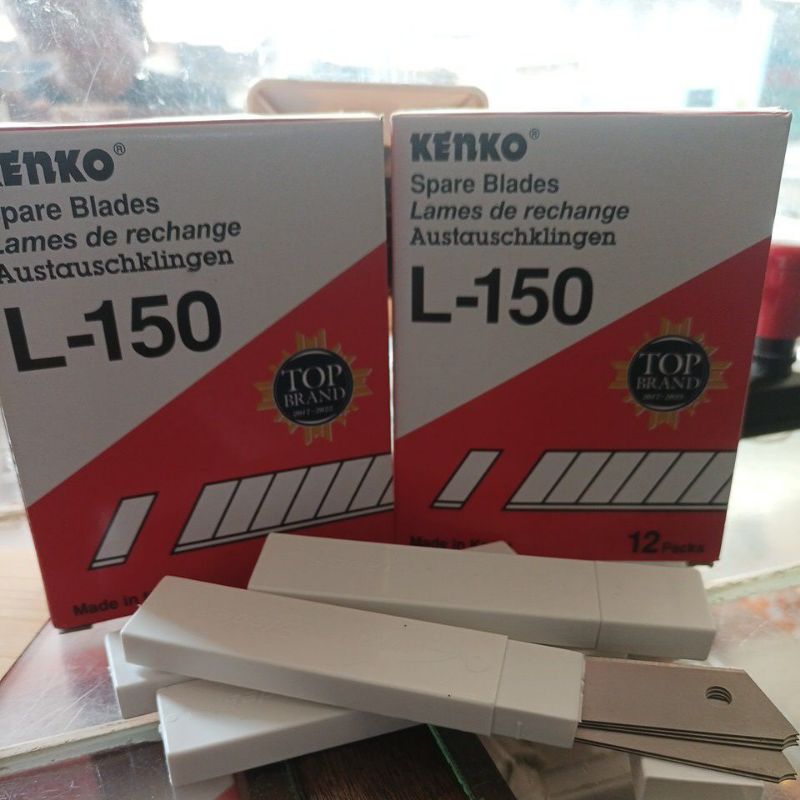 KENKO®
Spare Blades
Lames de rechange
Austauschklingen
L-150
TOP
BRAND
Made in
KENKO®
Spare Blades
Lames de rechange
Austauschklingen
L-150
TOP
BRAND
Made in
12 Packs